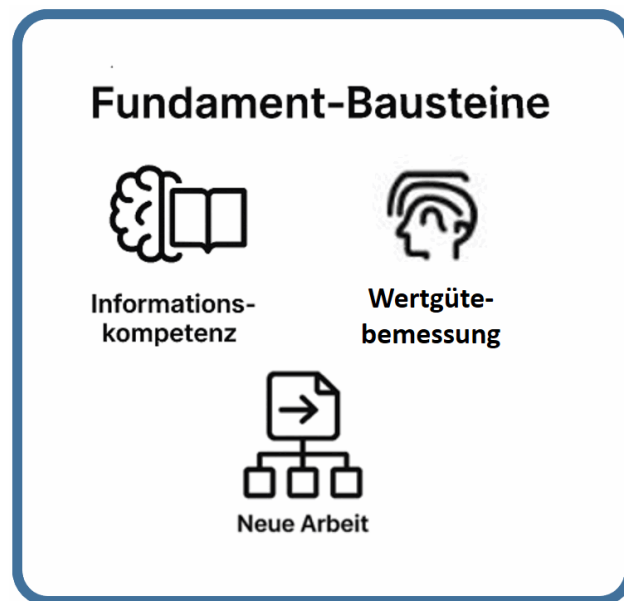 Fundament-Bausteine
Informations-
kompetenz
Wertgüte-
bemessung
Neue Arbeit